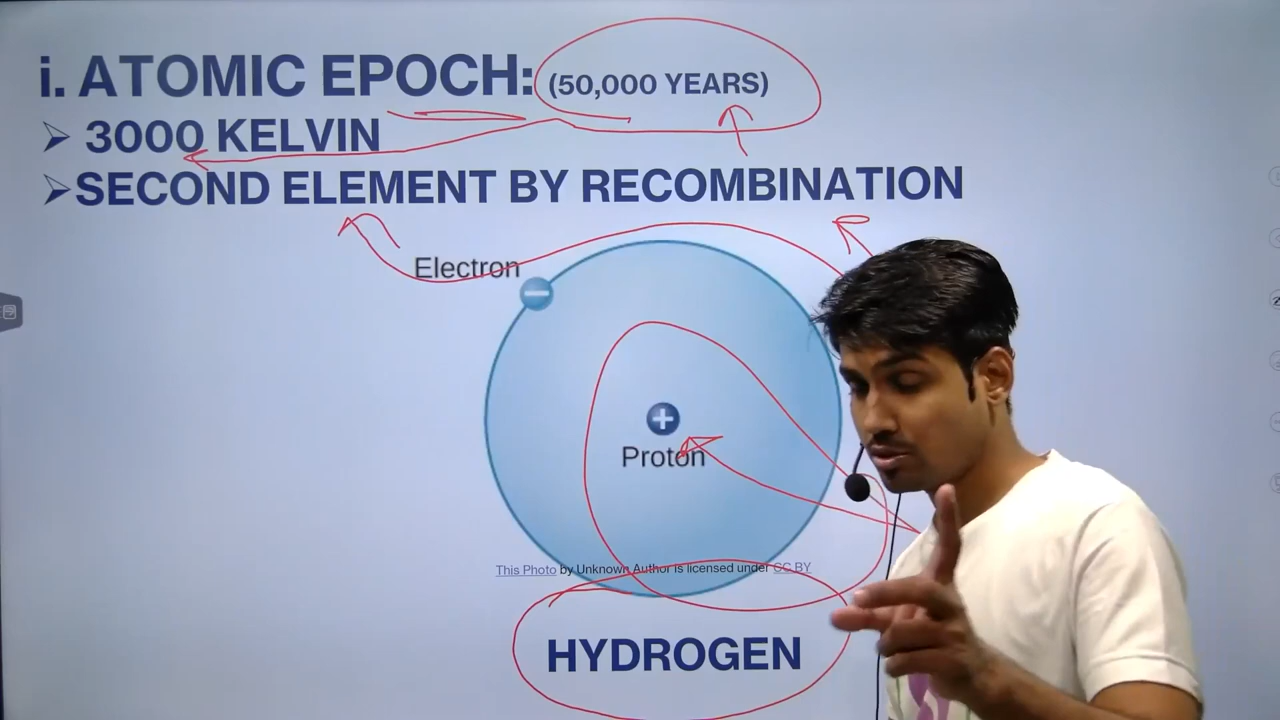 i. ATOMIC EPOCH: (50,000 YEARS)
➢ 3000 KELVIN
➢ SECOND ELEMENT BY RECOMBINATION
Electron
−
+
Proton
This Photo by Unknown Author is licensed under CC BY
HYDROGEN